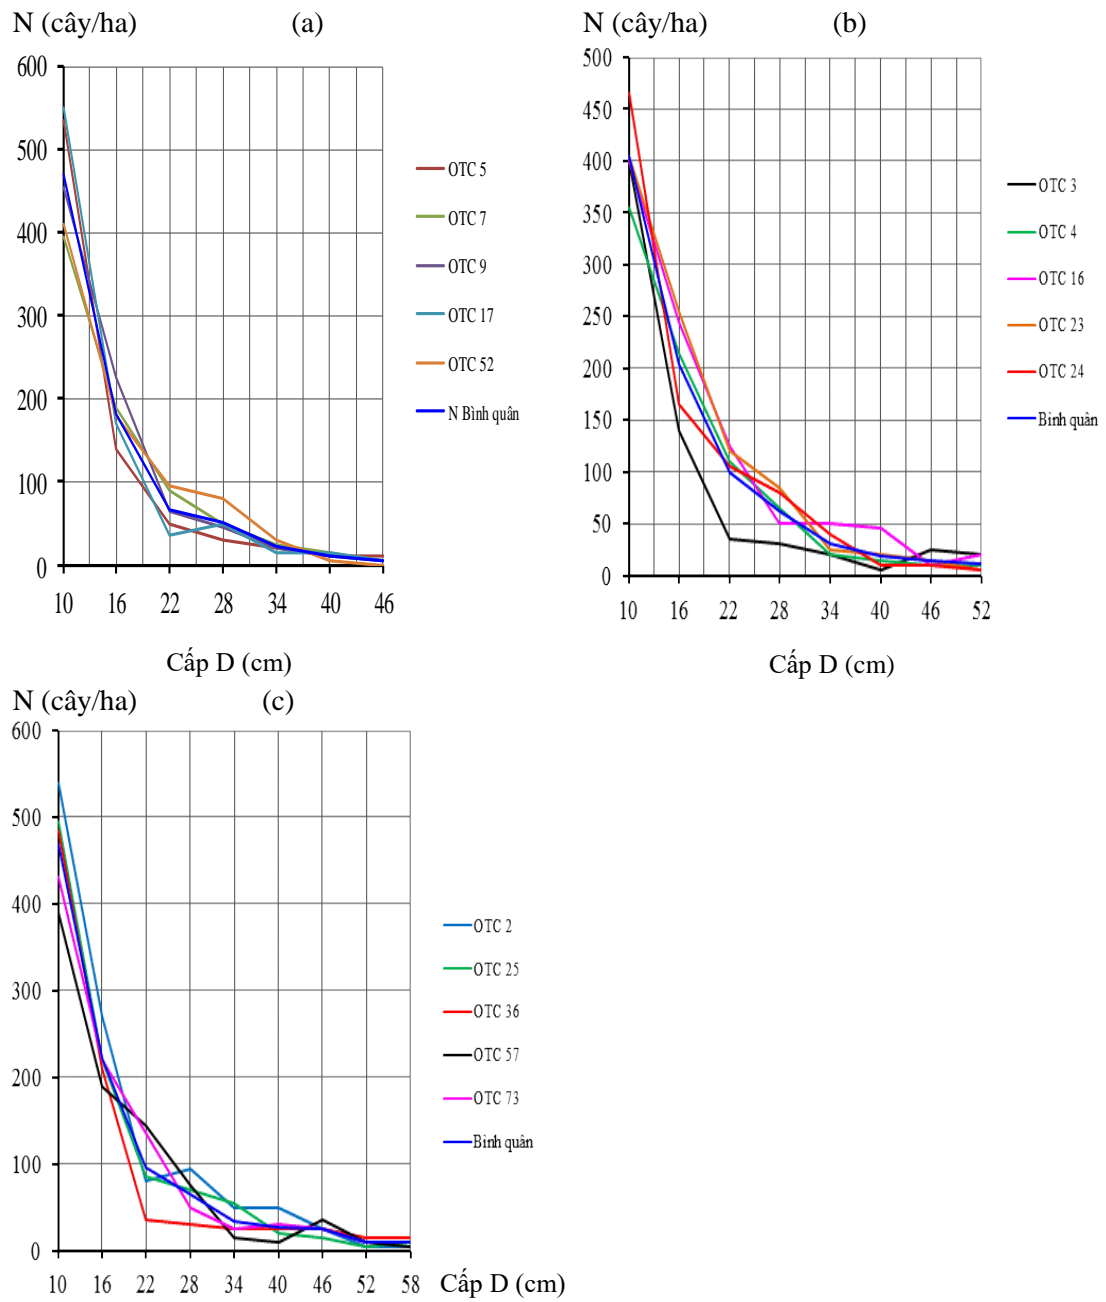 N (cây/ha) (a)
600
500
400
300
200
100
0
10 16 22 28 34 40 46
Cấp D (cm)
OTC 5
OTC 7
OTC 9
OTC 17
OTC 52
N Bình quân
N (cây/ha) (b)
500
450
400
350
300
250
200
150
100
50
0
10 16 22 28 34 40 46 52
Cấp D (cm)
OTC 3
OTC 4
OTC 16
OTC 23
OTC 24
Bình quân
N (cây/ha) (c)
600
500
400
300
200
100
0
10 16 22 28 34 40 46 52 58 Cấp D (cm)
OTC 2
OTC 25
OTC 36
OTC 57
OTC 73
Bình quân